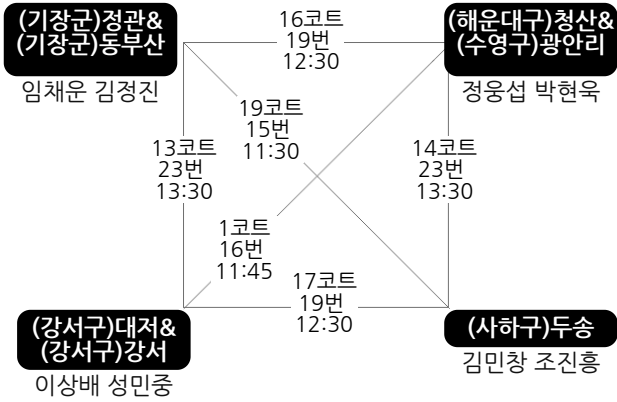 (기장군)정관&
(기장군)동부산
임채운 김정진
16코트
19번
12:30
(해운대구)청산&
(수영구)광안리
정웅섭 박현욱
19코트
15번
11:30
13코트
23번
13:30
14코트
23번
13:30
1코트
16번
11:45
17코트
19번
12:30
(강서구)대저&
(강서구)강서
이상배 성민중
(사하구)두송
김민창 조진흥